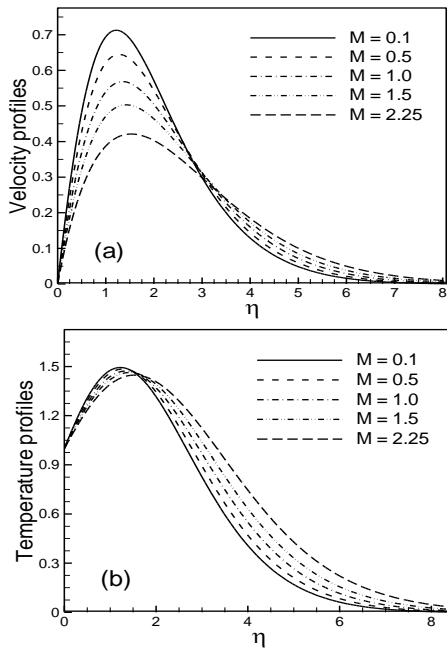 0.7
0.6
0.5
0.4
0.3
0.2
0.1
0
Velocity profiles
M = 0.1
M = 0.5
M = 1.0
M = 1.5
M = 2.25
(a)
0 1 2 3 4 5 6 7 8
η
1.5
1.2
0.9
0.6
0.3
0
Temperature profiles
M = 0.1
M = 0.5
M = 1.0
M = 1.5
M = 2.25
(b)
0 2 4 6 8
η